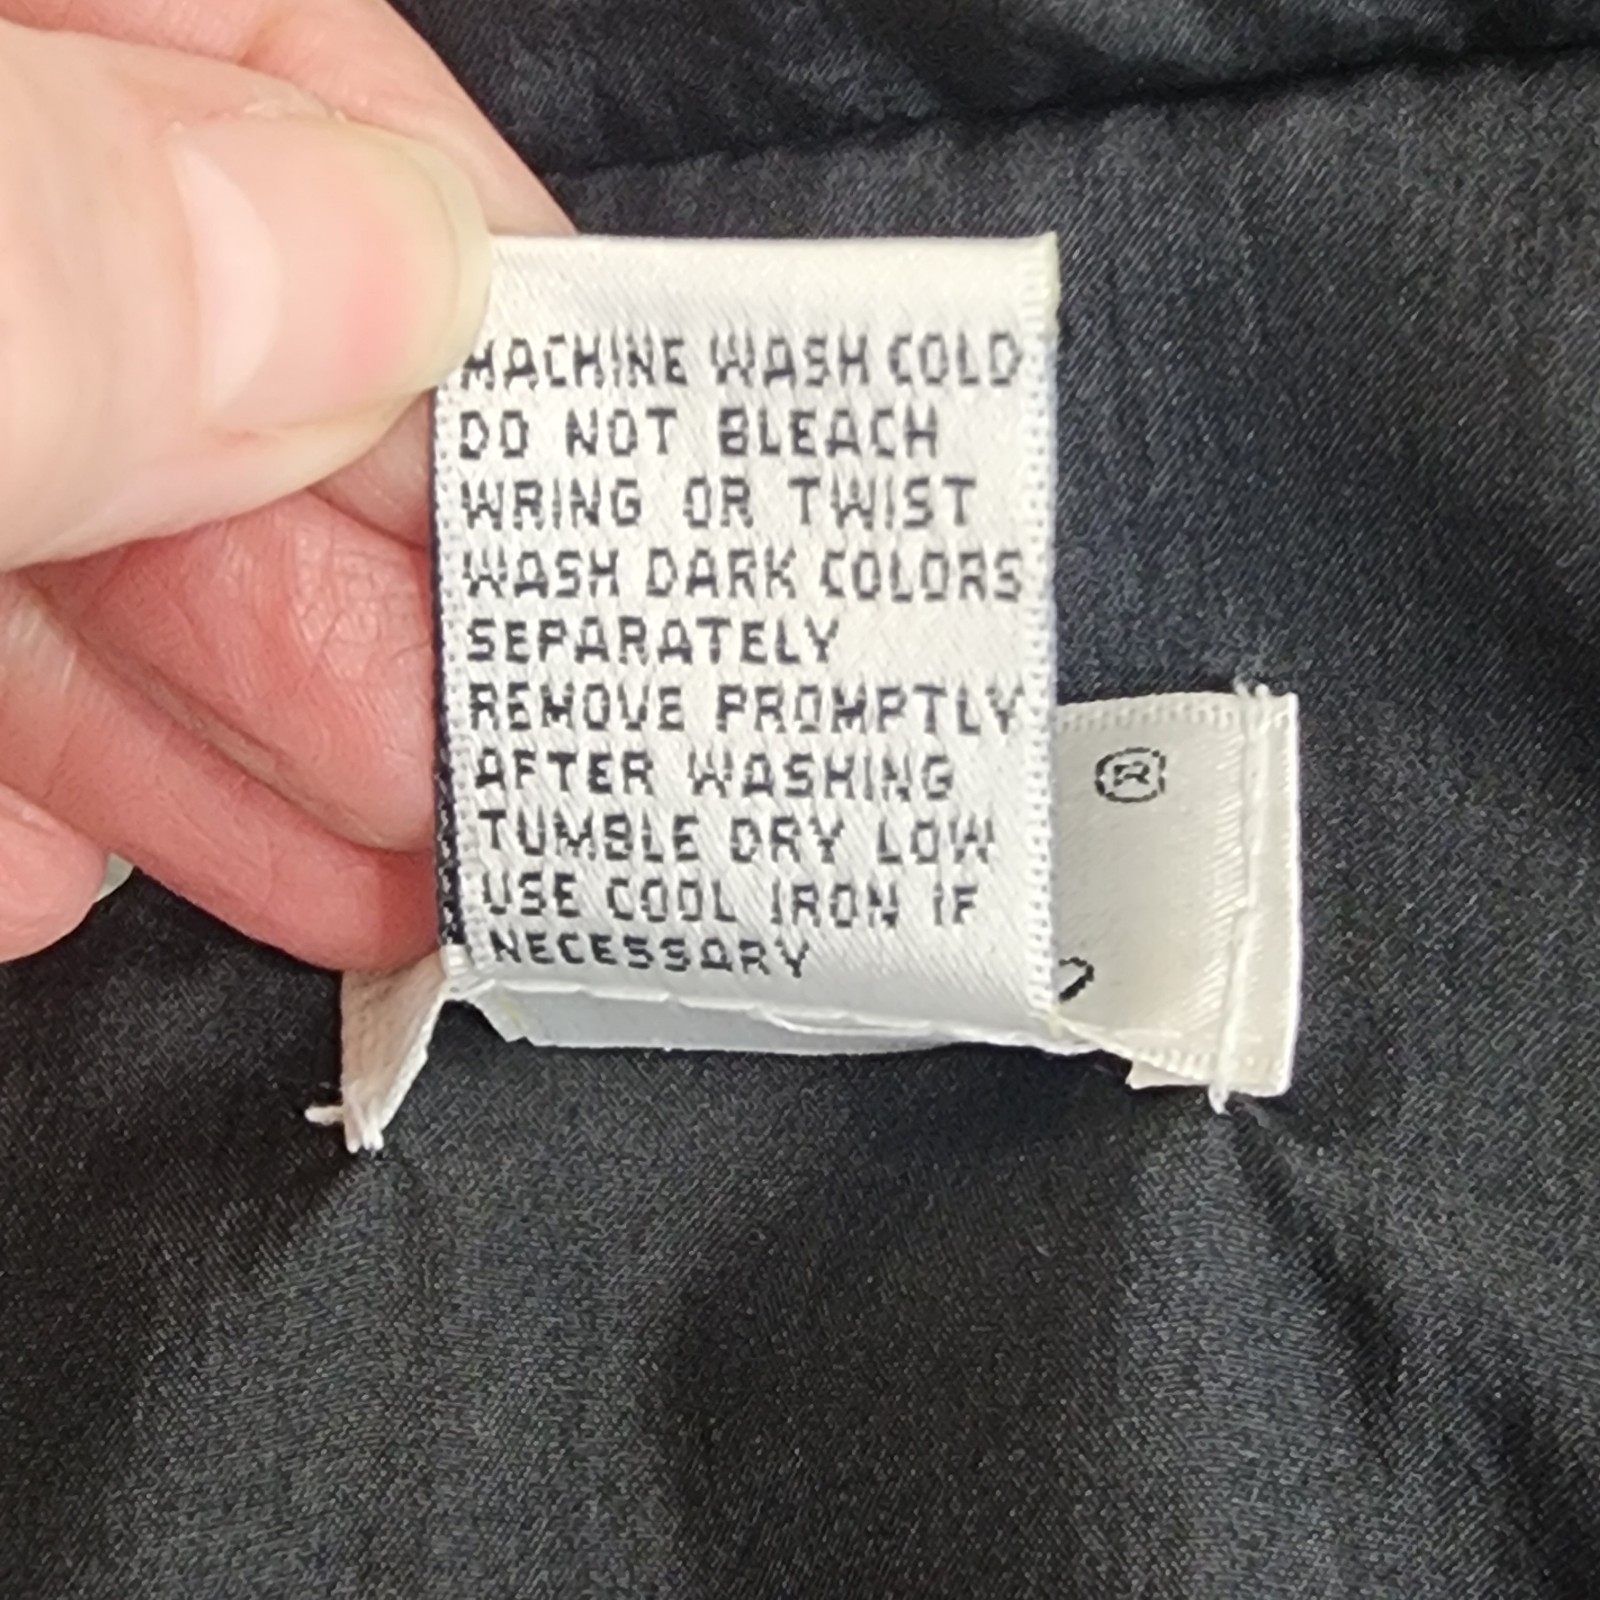 MACHINE WASH COLD
DO NOT BLEACH
WRING OR TWIST
WASH DARK COLORS
SEPARATELY
REMOVE PROMPTLY
AFTER WASHING
TUMBLE DRY LOW
USE COOL IRON IF
NECESSARY
®